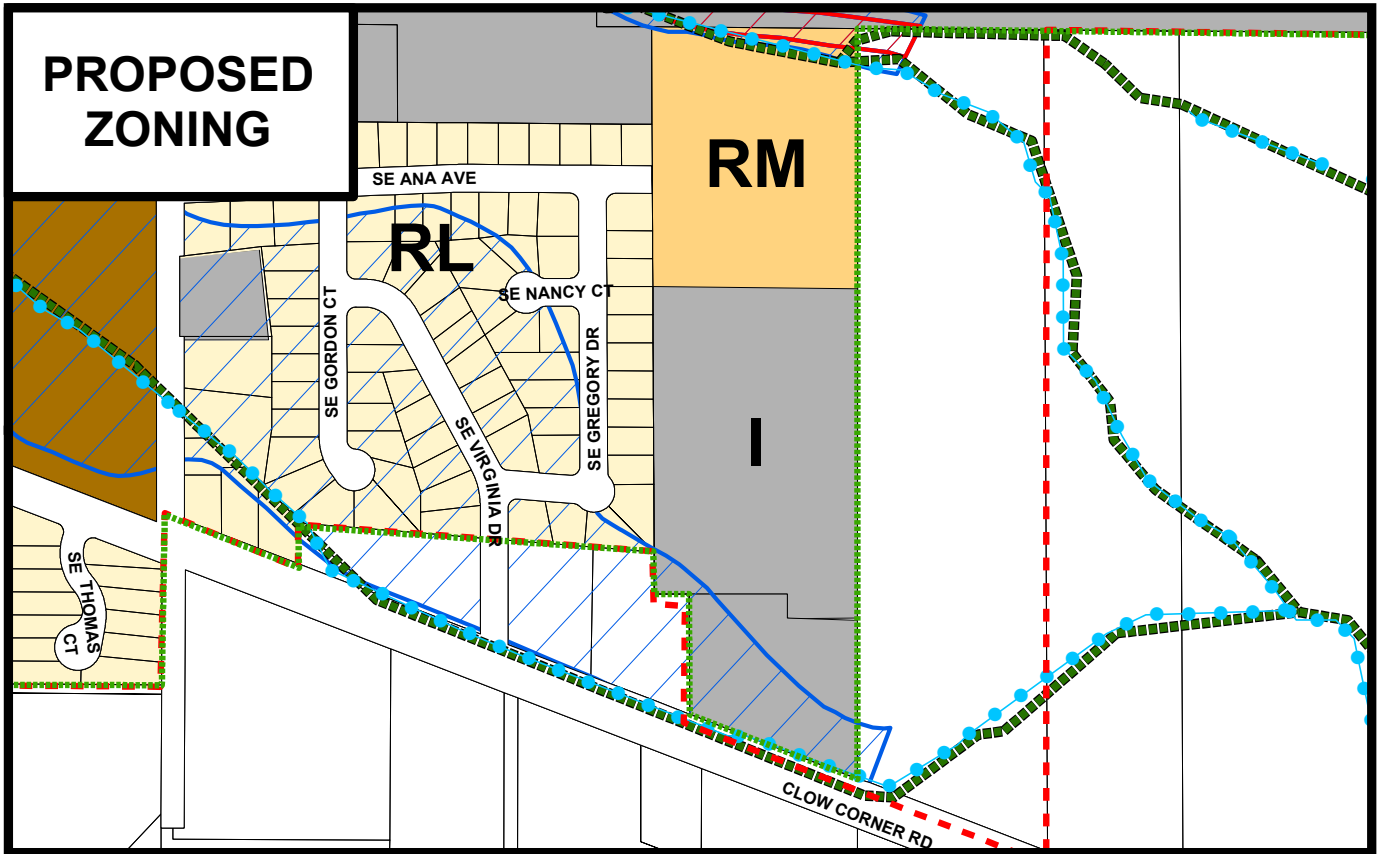 PROPOSED
ZONING
SE ANA AVE
RM
RL
SE NANCY CT
SE GORDON CT
SE GREGORY DR
SE VIRGINIA DR
I
SE THOMAS
CT
CLOW CORNER RD